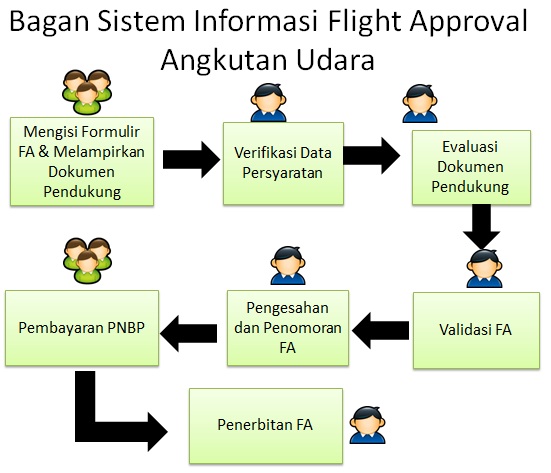 Bagan Sistem Informasi Flight Approval
Angkutan Udara
Mengisi Formulir
FA & Melampirkan
Dokumen
Pendukung
Verifikasi Data
Persyaratan
Evaluasi
Dokumen
Pendukung
Validasi FA
Pengesahan
dan Penomoran
FA
Pembayaran PNBP
Penerbitan FA